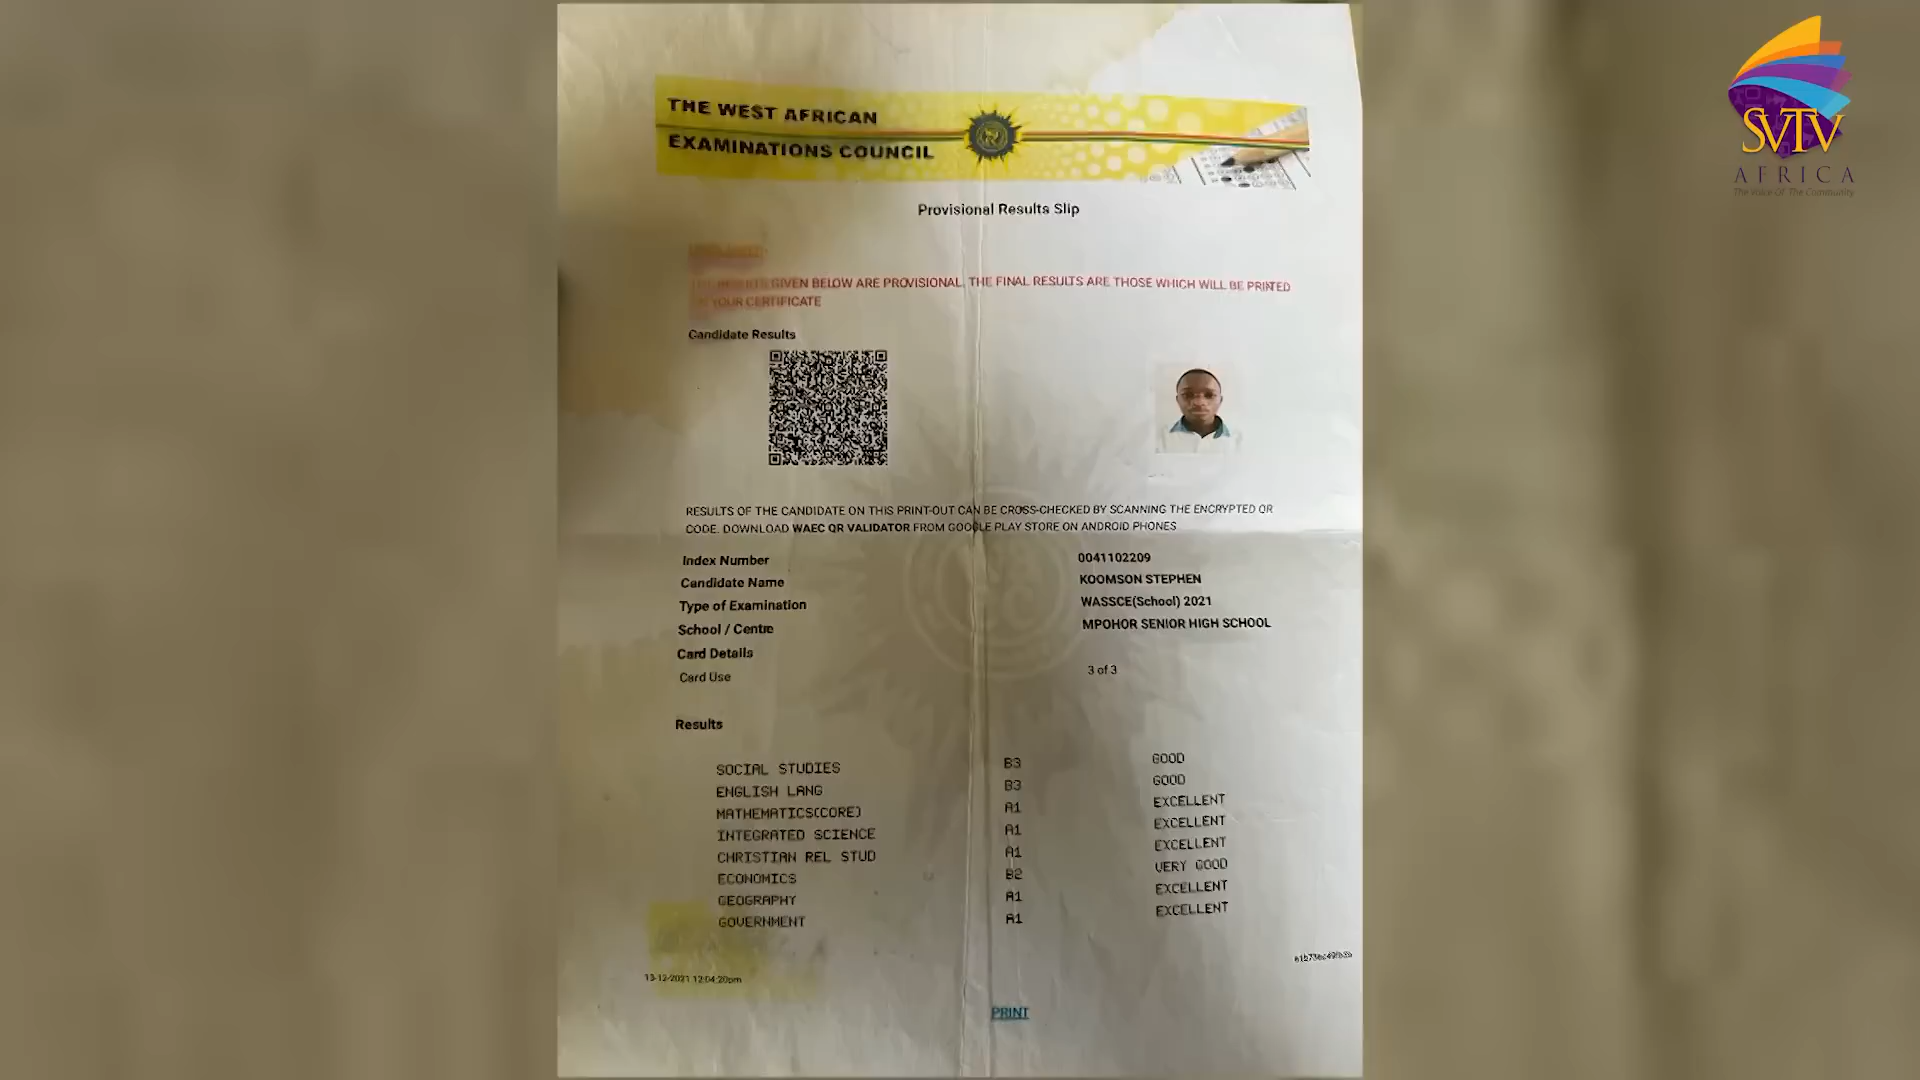 THE WEST AFRICAN
EXAMINATIONS COUNCIL
SVTV
AFRICA
The Voice Of The Community
Provisional Results Slip
GIVEN BELOW ARE PROVISIONAL. THE FINAL RESULTS ARE THOSE WHICH WILL BE PRINTED
YOUR CERTIFICATE
Candidate Results
RESULTS OF THE CANDIDATE ON THIS PRINT-OUT CAN BE CROSS-CHECKED BY SCANNING THE ENCRYPTED QR
CODE. DOWNLOAD WAEC QR VALIDATOR FROM GOOGLE PLAY STORE ON ANDROID PHONES
Index Number 0041102209
Candidate Name KOOMSON STEPHEN
Type of Examination WASSCE(School) 2021
School / Centre MPOHOR SENIOR HIGH SCHOOL
Card Details
Card Use 3 of 3
Results
SOCIAL STUDIES B3 GOOD
ENGLISH LANG B3 GOOD
MATHEMATICS(CORE) A1 EXCELLENT
INTEGRATED SCIENCE A1 EXCELLENT
CHRISTIAN REL STUD A1 EXCELLENT
ECONOMICS B2 VERY GOOD
GEOGRAPHY A1 EXCELLENT
GOVERNMENT A1 EXCELLENT
13-12-2021 12:04:20pm
PRINT